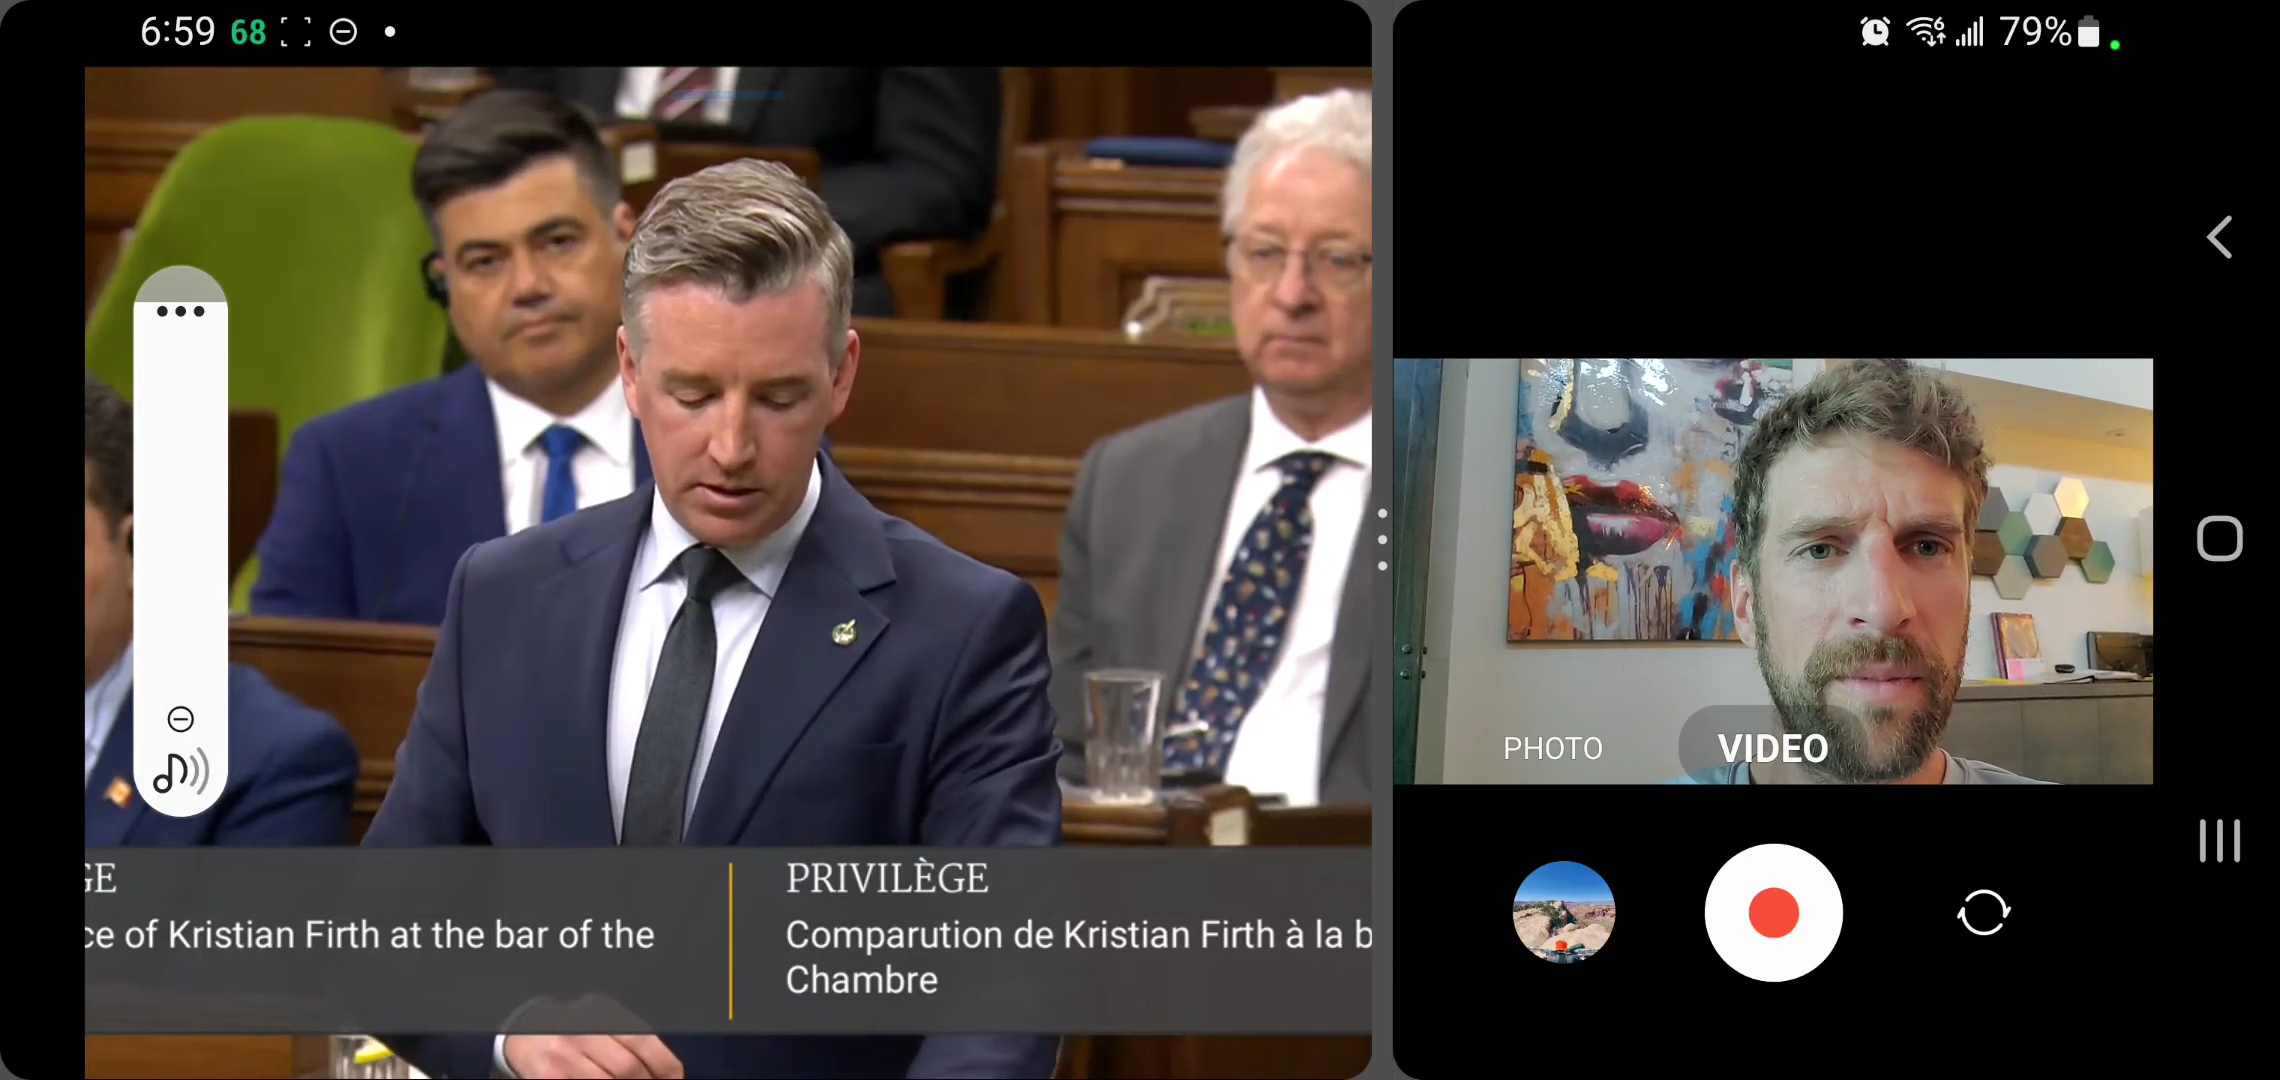 6:59 68
79%
GE
ce of Kristian Firth at the bar of the
PRIVILÈGE
Comparution de Kristian Firth à la b
Chambre
PHOTO VIDEO